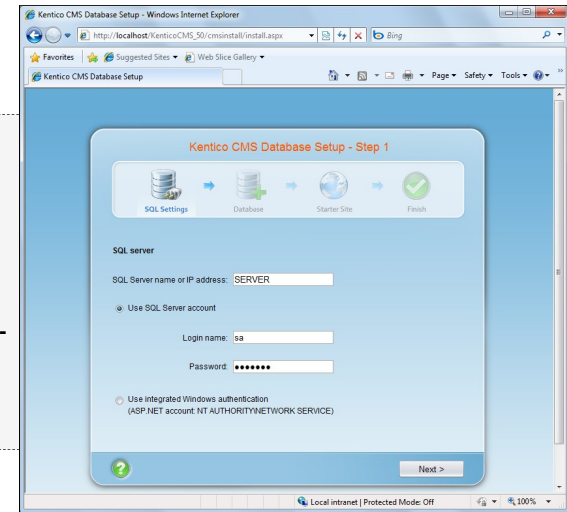 Kentico CMS Database Setup - Windows Internet Explorer
http://localhost/KenticoCMS_50/cmsinstall/install.aspx
Bing
Favorites
Suggested Sites
Web Slice Gallery
Kentico CMS Database Setup
Page
Safety
Tools
Kentico CMS Database Setup - Step 1
SQL Settings
Database
Starter Site
Finish
SQL server
SQL Server name or IP address: SERVER
Use SQL Server account
Login name: sa
Password: •••••••
Use integrated Windows authentication
(ASP.NET account: NT AUTHORITY\NETWORK SERVICE)
Next >
Local intranet | Protected Mode: Off
100%